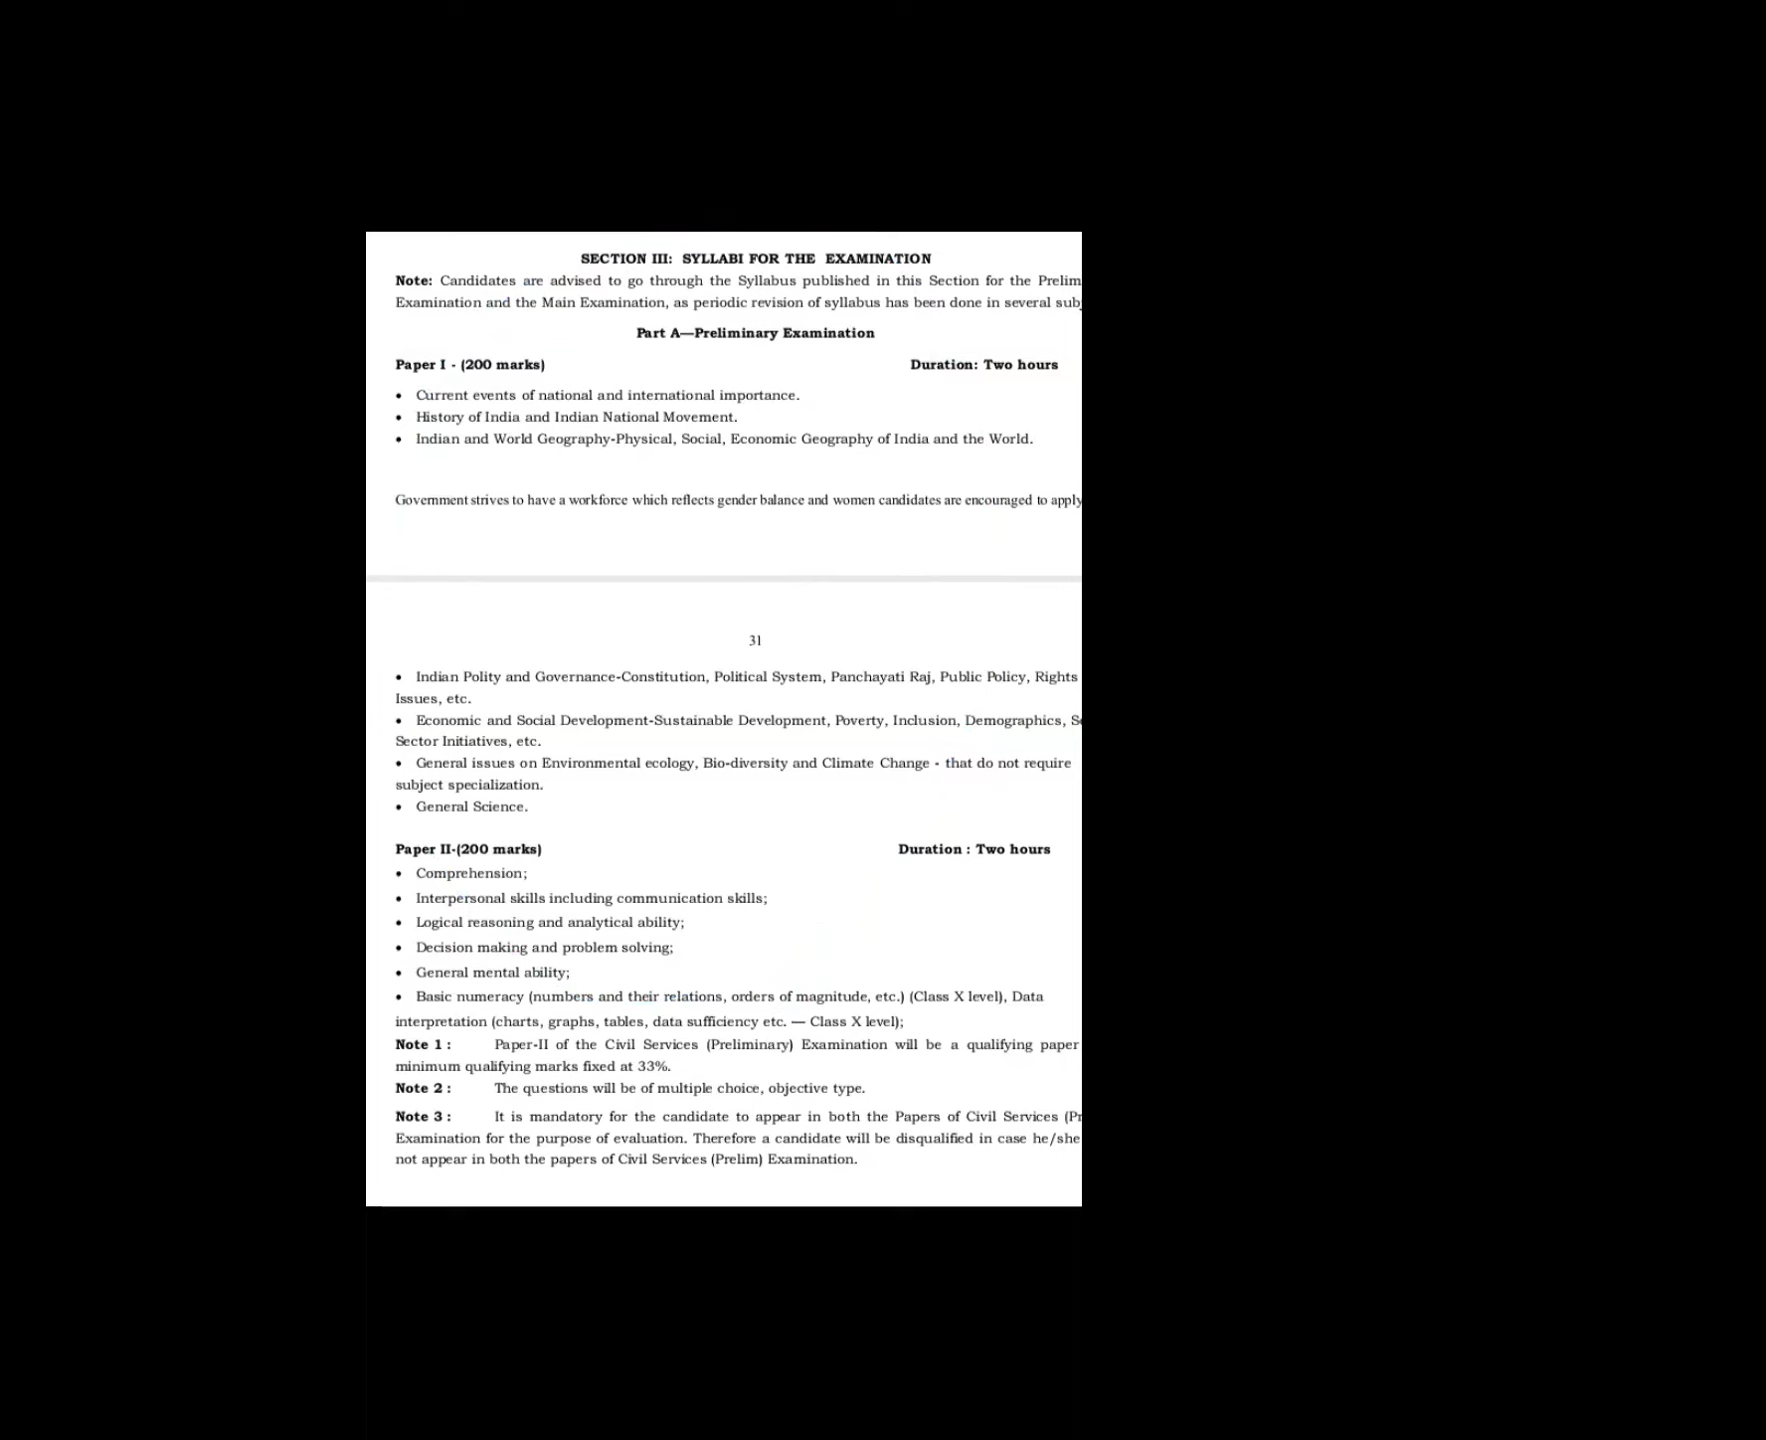 SECTION III: SYLLABI FOR THE EXAMINATION
Note: Candidates are advised to go through the Syllabus published in this Section for the
Examination and the Main Examination, as periodic revision of syllabus has been done in several
Part A—Preliminary Examination
Paper I - (200 marks) Duration: Two hours
• Current events of national and international importance.
• History of India and Indian National Movement.
• Indian and World Geography-Physical, Social, Economic Geography of India and the World.
Government strives to have a workforce which reflects gender balance and women candidates are encouraged to apply
31
• Indian Polity and Governance-Constitution, Political System, Panchayati Raj, Public Policy, Rights
Issues, etc.
• Economic and Social Development-Sustainable Development, Poverty, Inclusion, Demographics,
Sector Initiatives, etc.
• General issues on Environmental ecology, Bio-diversity and Climate Change - that do not require
subject specialization.
• General Science.
Paper II-(200 marks) Duration : Two hours
• Comprehension;
• Interpersonal skills including communication skills;
• Logical reasoning and analytical ability;
• Decision making and problem solving;
• General mental ability;
• Basic numeracy (numbers and their relations, orders of magnitude, etc.) (Class X level), Data
interpretation (charts, graphs, tables, data sufficiency etc. — Class X level);
Note 1 : Paper-II of the Civil Services (Preliminary) Examination will be a qualifying paper
minimum qualifying marks fixed at 33%.
Note 2 : The questions will be of multiple choice, objective type.
Note 3 : It is mandatory for the candidate to appear in both the Papers of Civil Services
Examination for the purpose of evaluation. Therefore a candidate will be disqualified in case he/she
not appear in both the papers of Civil Services (Prelim) Examination.